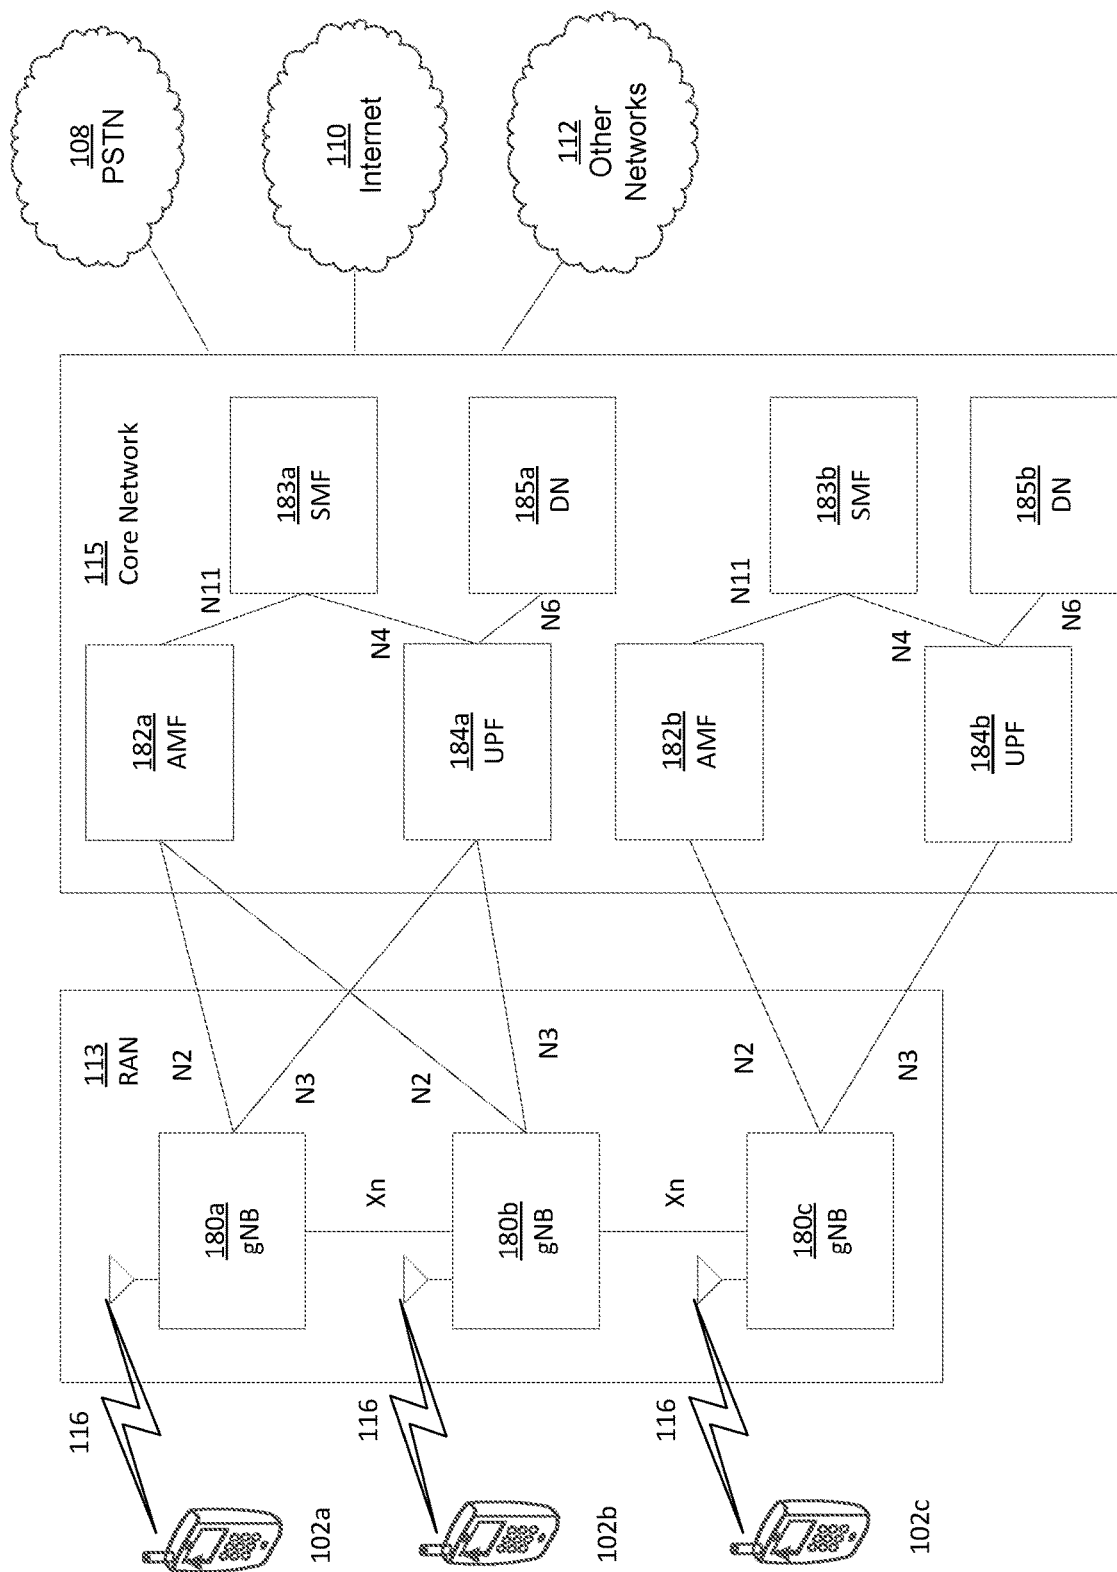 108
PSTN
110
Internet
112
Other
Networks
115
Core Network
182a
AMF
N11
183a
SMF
N4
184a
UPF
N6
185a
DN
182b
AMF
N11
183b
SMF
N4
184b
UPF
N6
185b
DN
113
RAN
N2
N3
N2
N3
N2
N3
180a
gNB
Xn
180b
gNB
Xn
180c
gNB
116
116
116
102a
102b
102c